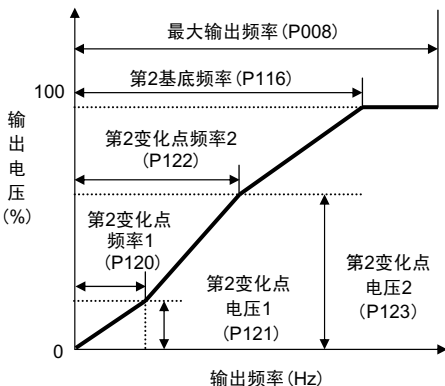 最大输出频率(P008)
第2基底频率(P116)
100
输
出
电
压
(%)
第2变化点频率2
(P122)
第2变化点
频率1
(P120)
第2变化点
电压1
(P121)
第2变化点
电压2
(P123)
0
输出频率(Hz)